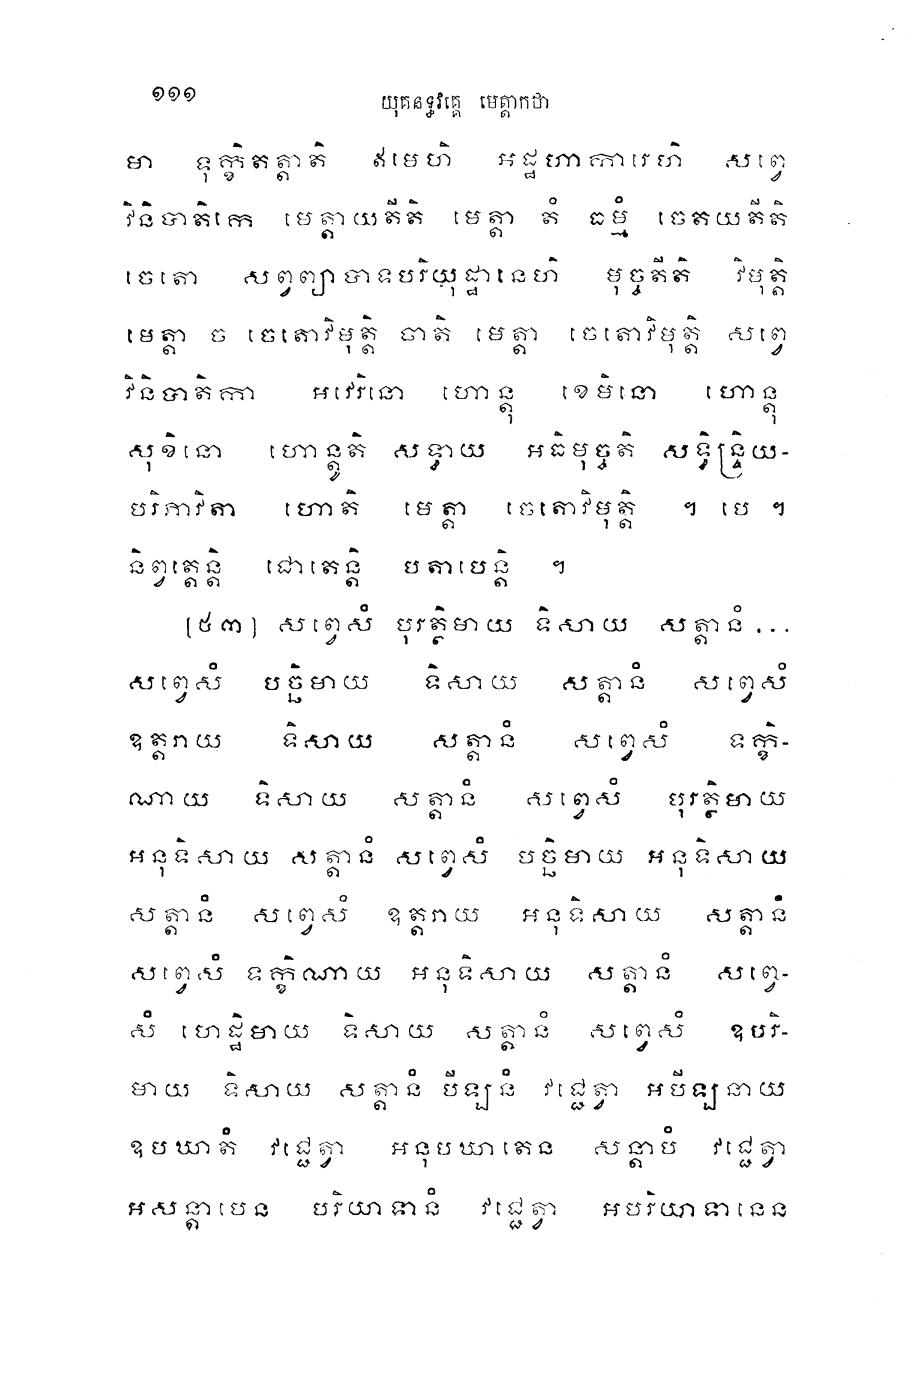 ១១១
យុគនទ្ធវគ្គេ មេត្តាកថា
មា ទុក្ខិតត្តាតិ ឥមេហិ អដ្ឋហាការេហិ សព្វេ
វិនិបាតិកេ មេត្តាយតីតិ មេត្តា តំ ធម្មំ ចេតយតីតិ
ចេតោ សព្វព្យាបាទបរិយុដ្ឋានេហិ មុច្ចតីតិ វិមុត្តិ
មេត្តា ច ចេតោវិមុត្តិ ចាតិ មេត្តា ចេតោវិមុត្តិ សព្វេ
វិនិបាតិកា អវេរិនោ ហោន្តុ ខេមិនោ ហោន្តុ
សុខិនោ ហោន្តូតិ សទ្ធាយ អធិមុច្ចតិ សទ្ធិន្ទ្រិយ-
បរិភាវិតា ហោតិ មេត្តា ចេតោវិមុត្តិ ។ បេ ។
និព្វត្តេន្តិ ជោតេន្តិ បតាបេន្តិ ។
(៥៣) សព្វេសំ បុរត្ថិមាយ ទិសាយ សត្តានំ ...
សព្វេសំ បច្ឆិមាយ ទិសាយ សត្តានំ សព្វេសំ
ឧត្តរាយ ទិសាយ សត្តានំ សព្វេសំ ទក្ខិ-
ណាយ ទិសាយ សត្តានំ សព្វេសំ បុរត្ថិមាយ
អនុទិសាយ សត្តានំ សព្វេសំ បច្ឆិមាយ អនុទិសាយ
សត្តានំ សព្វេសំ ឧត្តរាយ អនុទិសាយ សត្តានំ
សព្វេសំ ទក្ខិណាយ អនុទិសាយ សត្តានំ សព្វេ-
សំ ហេដ្ឋិមាយ ទិសាយ សត្តានំ សព្វេសំ ឧបរិ-
មាយ ទិសាយ សត្តានំ បីឡនំ វជ្ជេត្វា អបីឡនាយ
ឧបឃាតំ វជ្ជេត្វា អនុបឃាតេន សន្តាបំ វជ្ជេត្វា
អសន្តាបេន បរិយាទានំ វជ្ជេត្វា អបរិយាទានេន